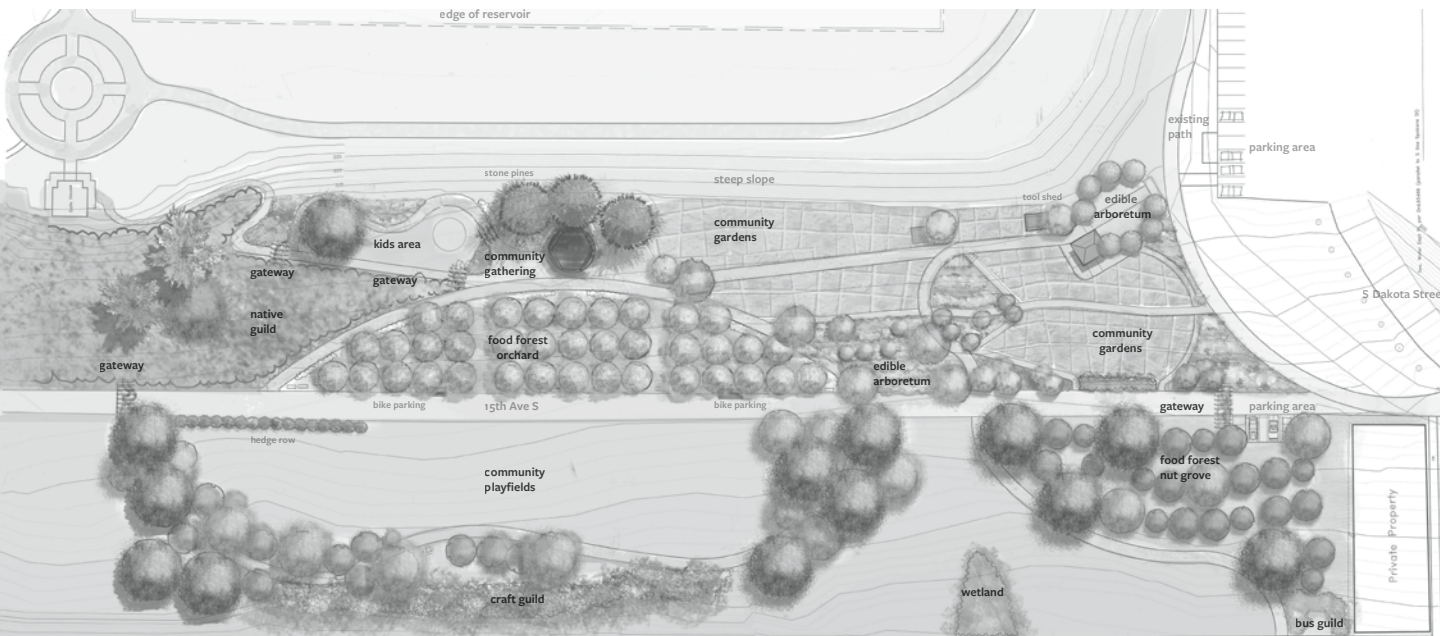 edge of reservoir
existing
path
parking area
stone pines
steep slope
tool shed
edible
arboretum
community
gardens
kids area
community
gathering
gateway
gateway
S Dakota Stree
native
guild
food forest
orchard
community
gardens
gateway
edible
arboretum
bike parking
15th Ave S
bike parking
gateway
parking area
hedge row
community
playfields
food forest
nut grove
Private Property
wetland
craft guild
bus guild